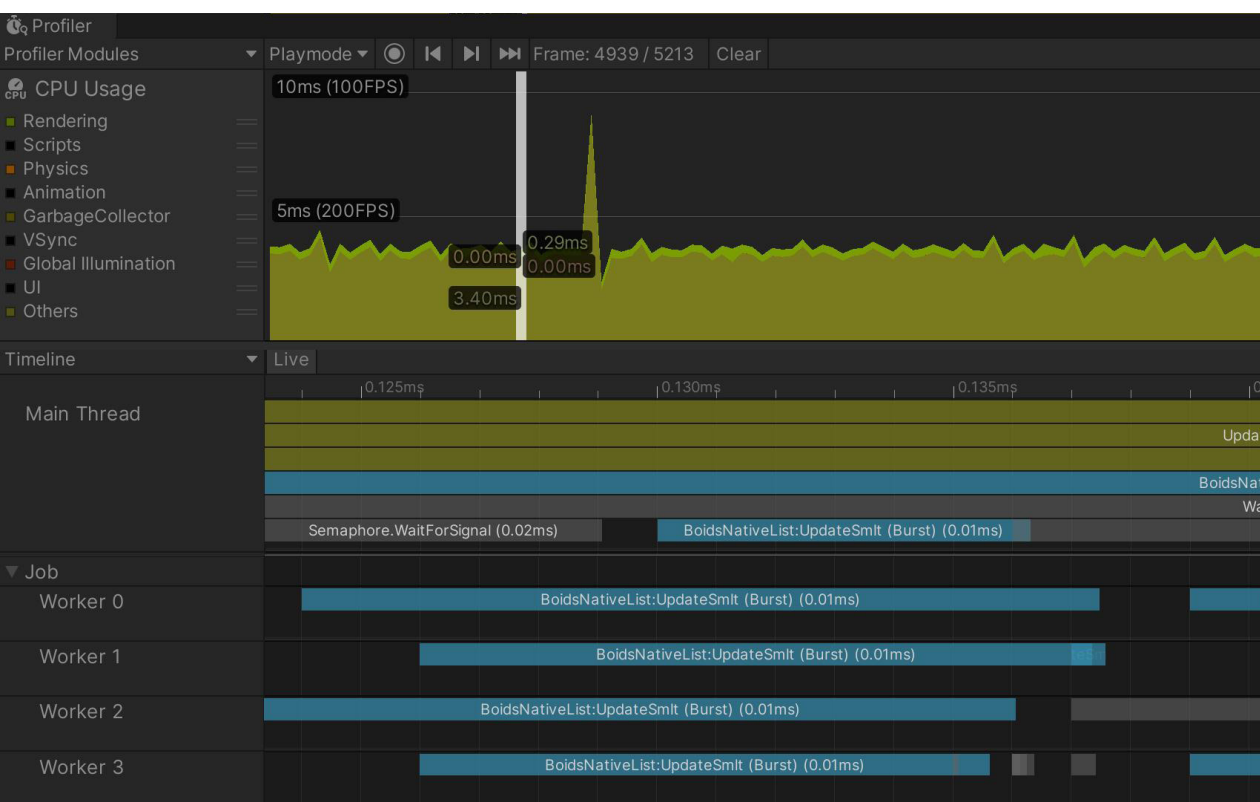 Profiler
Profiler Modules Playmode Frame: 4939 / 5213 Clear
CPU Usage
10ms (100FPS)
Rendering
Scripts
Physics
Animation
GarbageCollector
5ms (200FPS)
VSync
Global Illumination
UI
Others
0.29ms
0.00ms
0.00ms
3.40ms
Timeline Live
0.125ms 0.130ms 0.135ms
Main Thread
Upda
BoidsNat
Wa
Semaphore.WaitForSignal (0.02ms) BoidsNativeList:UpdateSmlt (Burst) (0.01ms)
Job
Worker 0 BoidsNativeList:UpdateSmlt (Burst) (0.01ms)
Worker 1 BoidsNativeList:UpdateSmlt (Burst) (0.01ms)
Worker 2 BoidsNativeList:UpdateSmlt (Burst) (0.01ms)
Worker 3 BoidsNativeList:UpdateSmlt (Burst) (0.01ms)